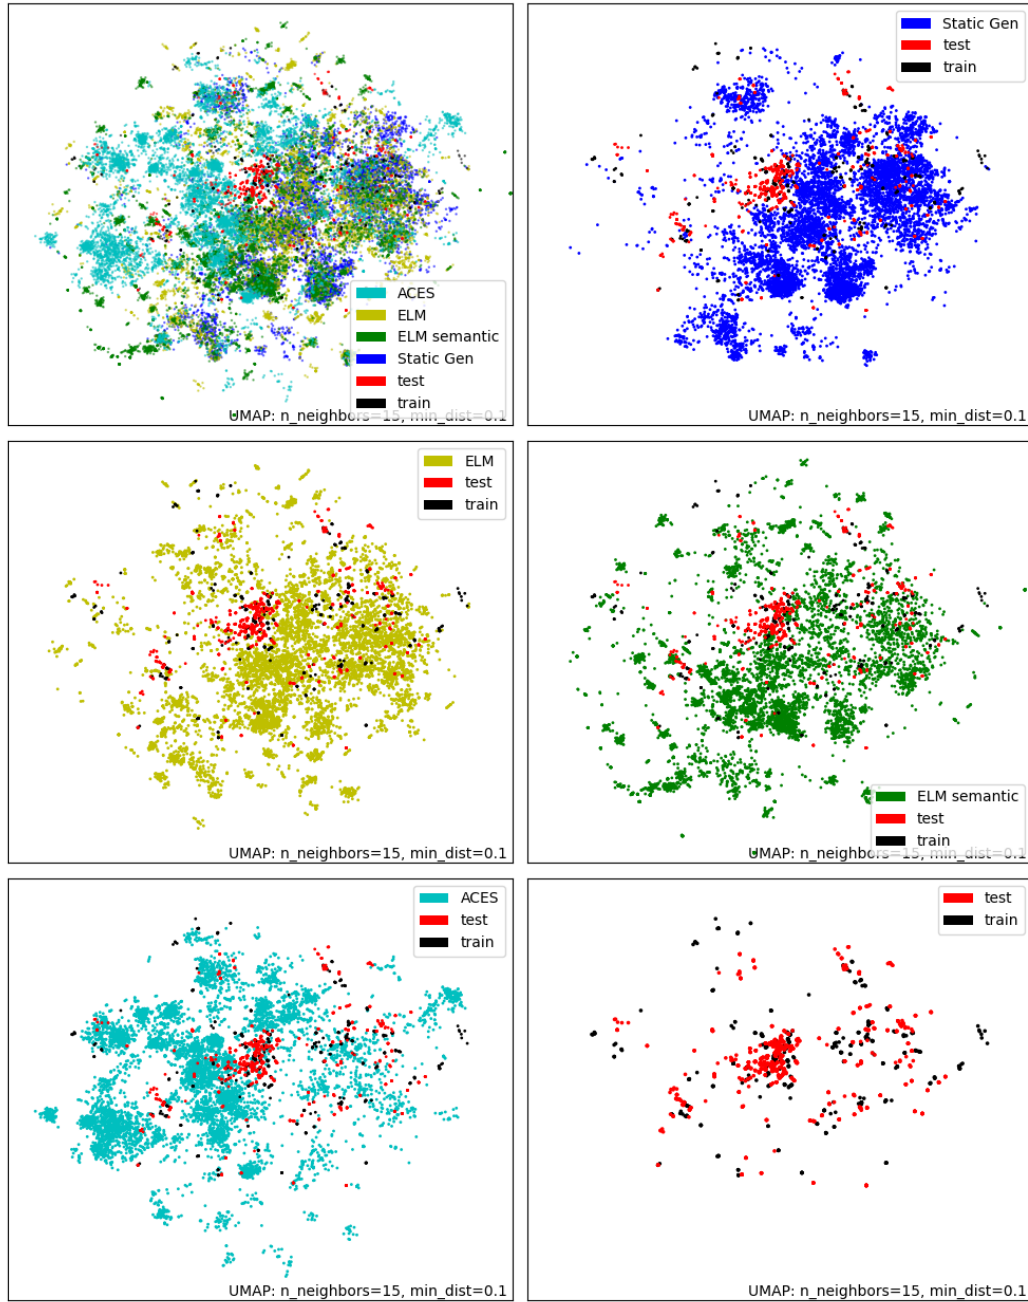 ACES
ELM
ELM semantic
Static Gen
test
train
UMAP: n_neighbors=15, min_dist=0.1
Static Gen
test
train
UMAP: n_neighbors=15, min_dist=0.1
ELM
test
train
UMAP: n_neighbors=15, min_dist=0.1
ELM semantic
test
train
UMAP: n_neighbors=15, min_dist=0.1
ACES
test
train
UMAP: n_neighbors=15, min_dist=0.1
test
train
UMAP: n_neighbors=15, min_dist=0.1